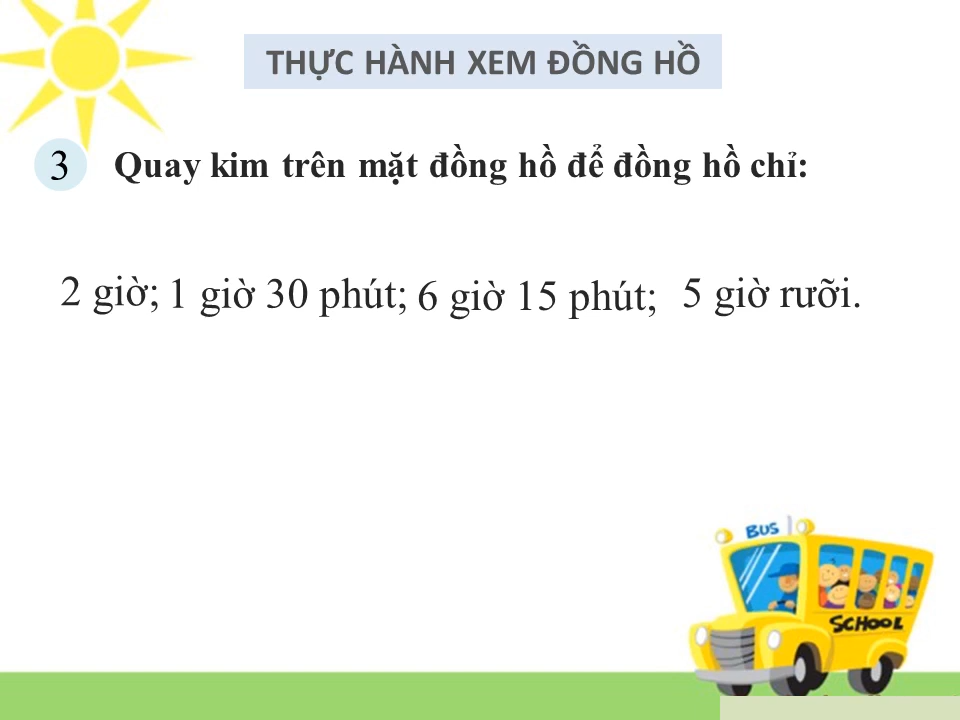 THỰC HÀNH XEM ĐỒNG HỒ
3 Quay kim trên mặt đồng hồ để đồng hồ chỉ:
2 giờ; 1 giờ 30 phút; 6 giờ 15 phút; 5 giờ rưỡi.
BUS
SCHOOL